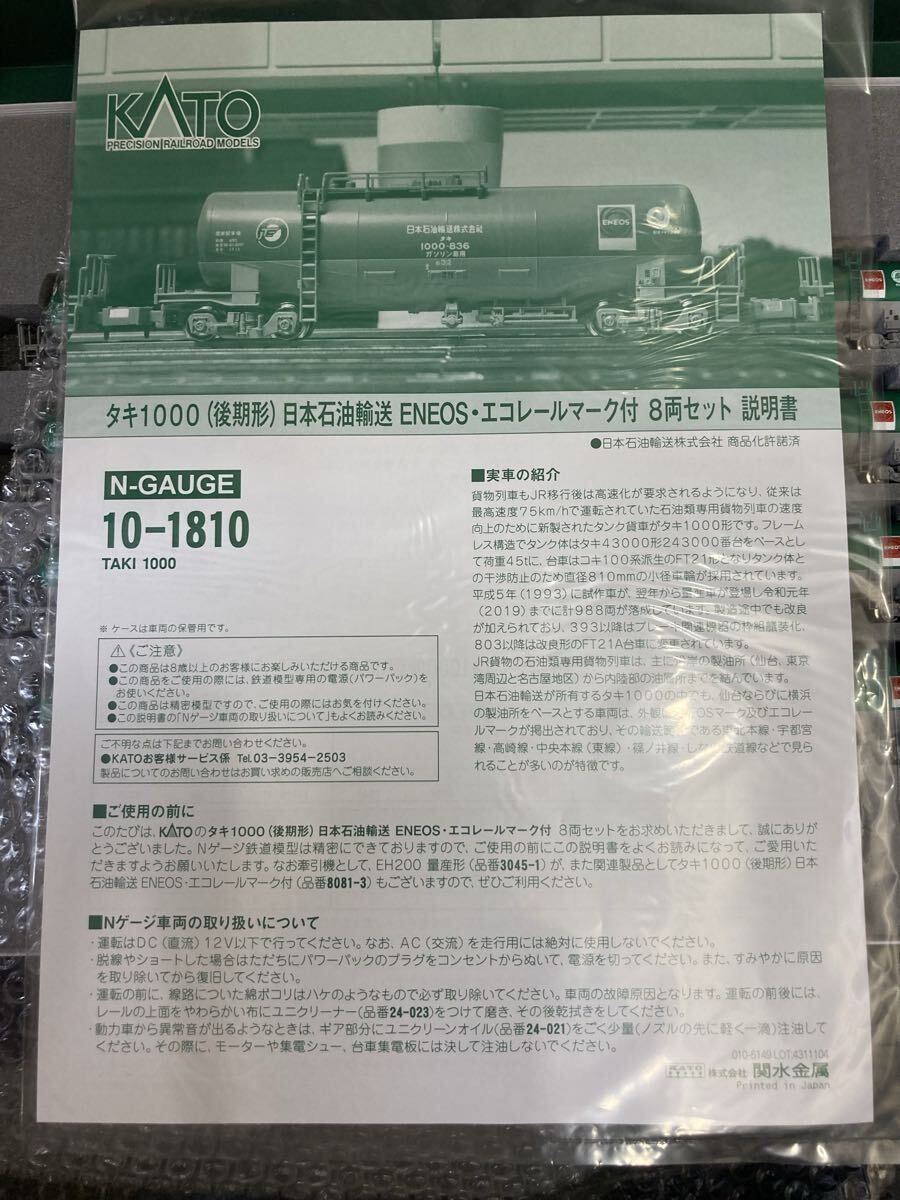 KATO
PRECISION RAILROAD MODELS
日本石油輸送株式会社
タキ
1000-836
ガソリン専用
ENEOS
タキ1000(後期形)日本石油輸送 ENEOS・エコレールマーク付 8両セット 説明書
●日本石油輸送株式会社 商品化許諾済
N-GAUGE
10-1810
TAKI 1000
※ ケースは車両の保管用です。
⚠《ご注意》
●この商品は8歳以上のお客様にお楽しみいただける商品です。
●この商品をご使用の際には、鉄道模型専用の電源(パワーパック)を
お使いください。
●この商品は精密模型ですので、ご使用の際にはお気を付けください。
●この説明書の「Nゲージ車両の取り扱いについて」もよくお読みください。
ご不明な点は下記までお問い合わせください。
●KATOお客様サービス係 Tel.03-3954-2503
製品についてのお問い合わせはお買い求めの販売店へご相談ください。
■実車の紹介
貨物列車もJR移行後は高速化が要求されるようになり、従来は
最高速度75km/hで運転されていた石油類専用貨物列車の速度
向上のために新製されたタンク貨車がタキ1000形です。フレーム
レス構造でタンク体はタキ43000形243000番台をベースとし
て荷重45tに、台車はコキ100系派生のFT21形となりタンク体と
の干渉防止のため直径810mmの小径車輪が採用されています。
平成5年(1993)に試作車が、翌年から量産車が登場し令和元年
(2019)までに計988両が落成しています。製造途中でも改良
が加えられており、393以降はブレーキ関連機器の枠組艤装化、
803以降は改良形のFT21A台車に変更されています。
JR貨物の石油類専用貨物列車は、主に沿岸の製油所(仙台、東京
湾周辺と名古屋地区)から内陸部の油槽所までを結んでいます。
日本石油輸送が所有するタキ1000の中でも、仙台ならびに横浜
の製油所をベースとする車両は、外観にENEOSマーク及びエコレー
ルマークが掲出されており、その輸送区間である東北本線・宇都宮
線・高崎線・中央本線(東線)・篠ノ井線・しなの鉄道線などで見ら
れることが多いのが特徴です。
■ご使用の前に
このたびは、KATOのタキ1000(後期形)日本石油輸送 ENEOS・エコレールマーク付 8両セットをお求めいただきまして、誠にありが
とうございました。Nゲージ鉄道模型は精密にできておりますので、ご使用の前にこの説明書をよくお読みになって、ご愛用いた
だきますようお願いいたします。なお牽引機として、EH200 量産形(品番3045-1)が、また関連製品としてタキ1000(後期形)日本
石油輸送 ENEOS・エコレールマーク付(品番8081-3)もございますので、ぜひご利用ください。
■Nゲージ車両の取り扱いについて
・運転はDC(直流)12V以下で行ってください。なお、AC(交流)を走行用には絶対に使用しないでください。
・脱線やショートした場合はただちにパワーパックのプラグをコンセントからぬいて、電源を切ってください。また、すみやかに原因
を取り除いてから復旧してください。
・運転の前に、線路についた綿ボコリはハケのようなもので必ず取り除いてください。車両の故障原因となります。運転の前後には、
レールの上面をやわらかい布にユニクリーナー(品番24-023)をつけて磨き、その後乾拭きをしてください。
・動力車から異常音が出るようなときは、ギア部分にユニクリーンオイル(品番24-021)をごく少量(ノズルの先に軽く一滴)注油して
ください。その際に、モーターや集電シュー、台車集電板には決して注油しないでください。
010-6149 LOT.4311104
KATO 株式会社 関水金属
Printed in Japan